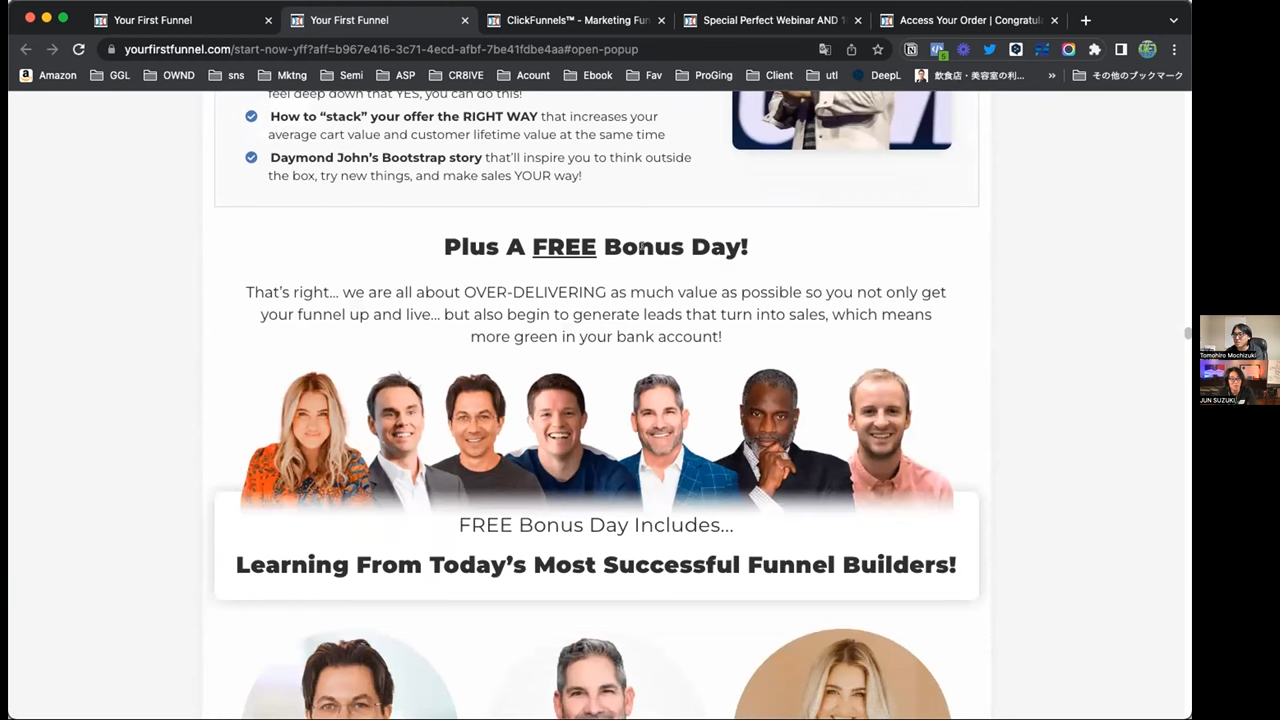 Your First Funnel
Your First Funnel
ClickFunnels™ - Marketing Fun
Special Perfect Webinar AND 1
Access Your Order | Congratul
yourfirstfunnel.com/start-now-yff?aff=b967e416-3c71-4ecd-afbf-7be41fdbe4aa#open-popup
5
Amazon
GGL
OWND
sns
Mktng
Semi
ASP
CR8IVE
Acount
Ebook
Fav
ProGing
Client
utl
DeepL
飲食店・美容室の利...
»
その他のブックマーク
feel deep down that YES, you can do this!
How to “stack” your offer the RIGHT WAY that increases your
average cart value and customer lifetime value at the same time
Daymond John’s Bootstrap story that’ll inspire you to think outside
the box, try new things, and make sales YOUR way!
Plus A FREE Bonus Day!
That’s right... we are all about OVER-DELIVERING as much value as possible so you not only get
your funnel up and live... but also begin to generate leads that turn into sales, which means
more green in your bank account!
FREE Bonus Day Includes...
Learning From Today’s Most Successful Funnel Builders!
Tomohiro Mochizuki
JUN SUZUKI